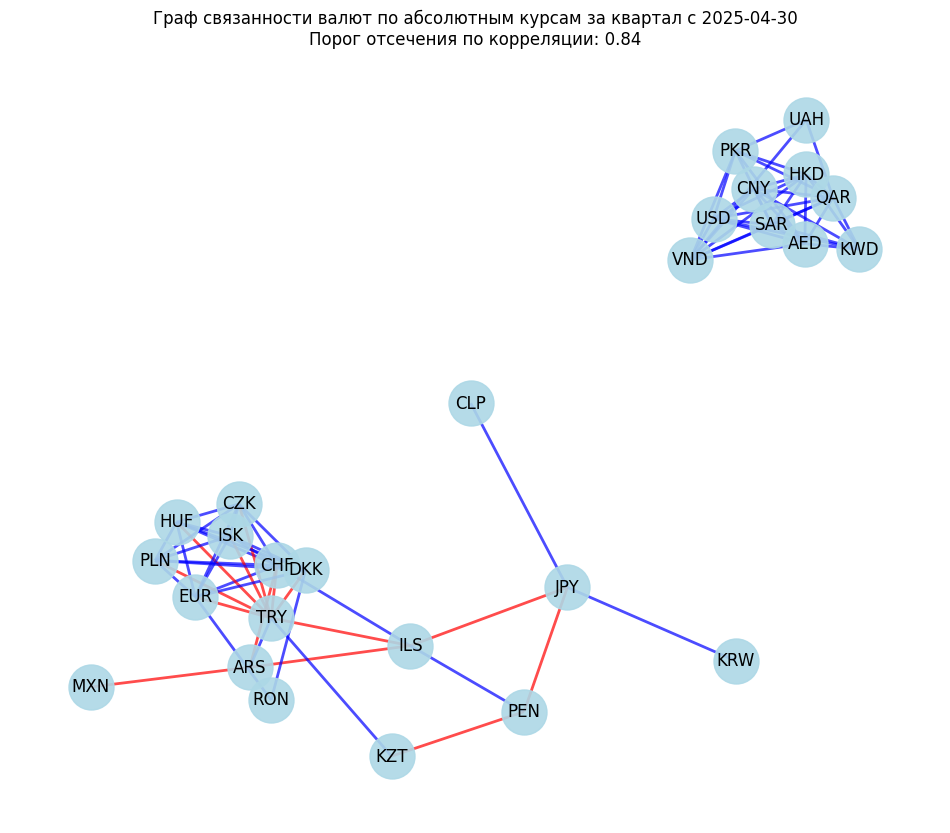 Граф связанности валют по абсолютным курсам за квартал с 2025-04-30
Порог отсечения по корреляции: 0.84
UAH
PKR
HKD
CNY
QAR
USD
SAR
AED
KWD
VND
CLP
CZK
HUF
ISK
PLN
CHF
DKK
EUR
JPY
TRY
ILS
KRW
ARS
MXN
RON
PEN
KZT